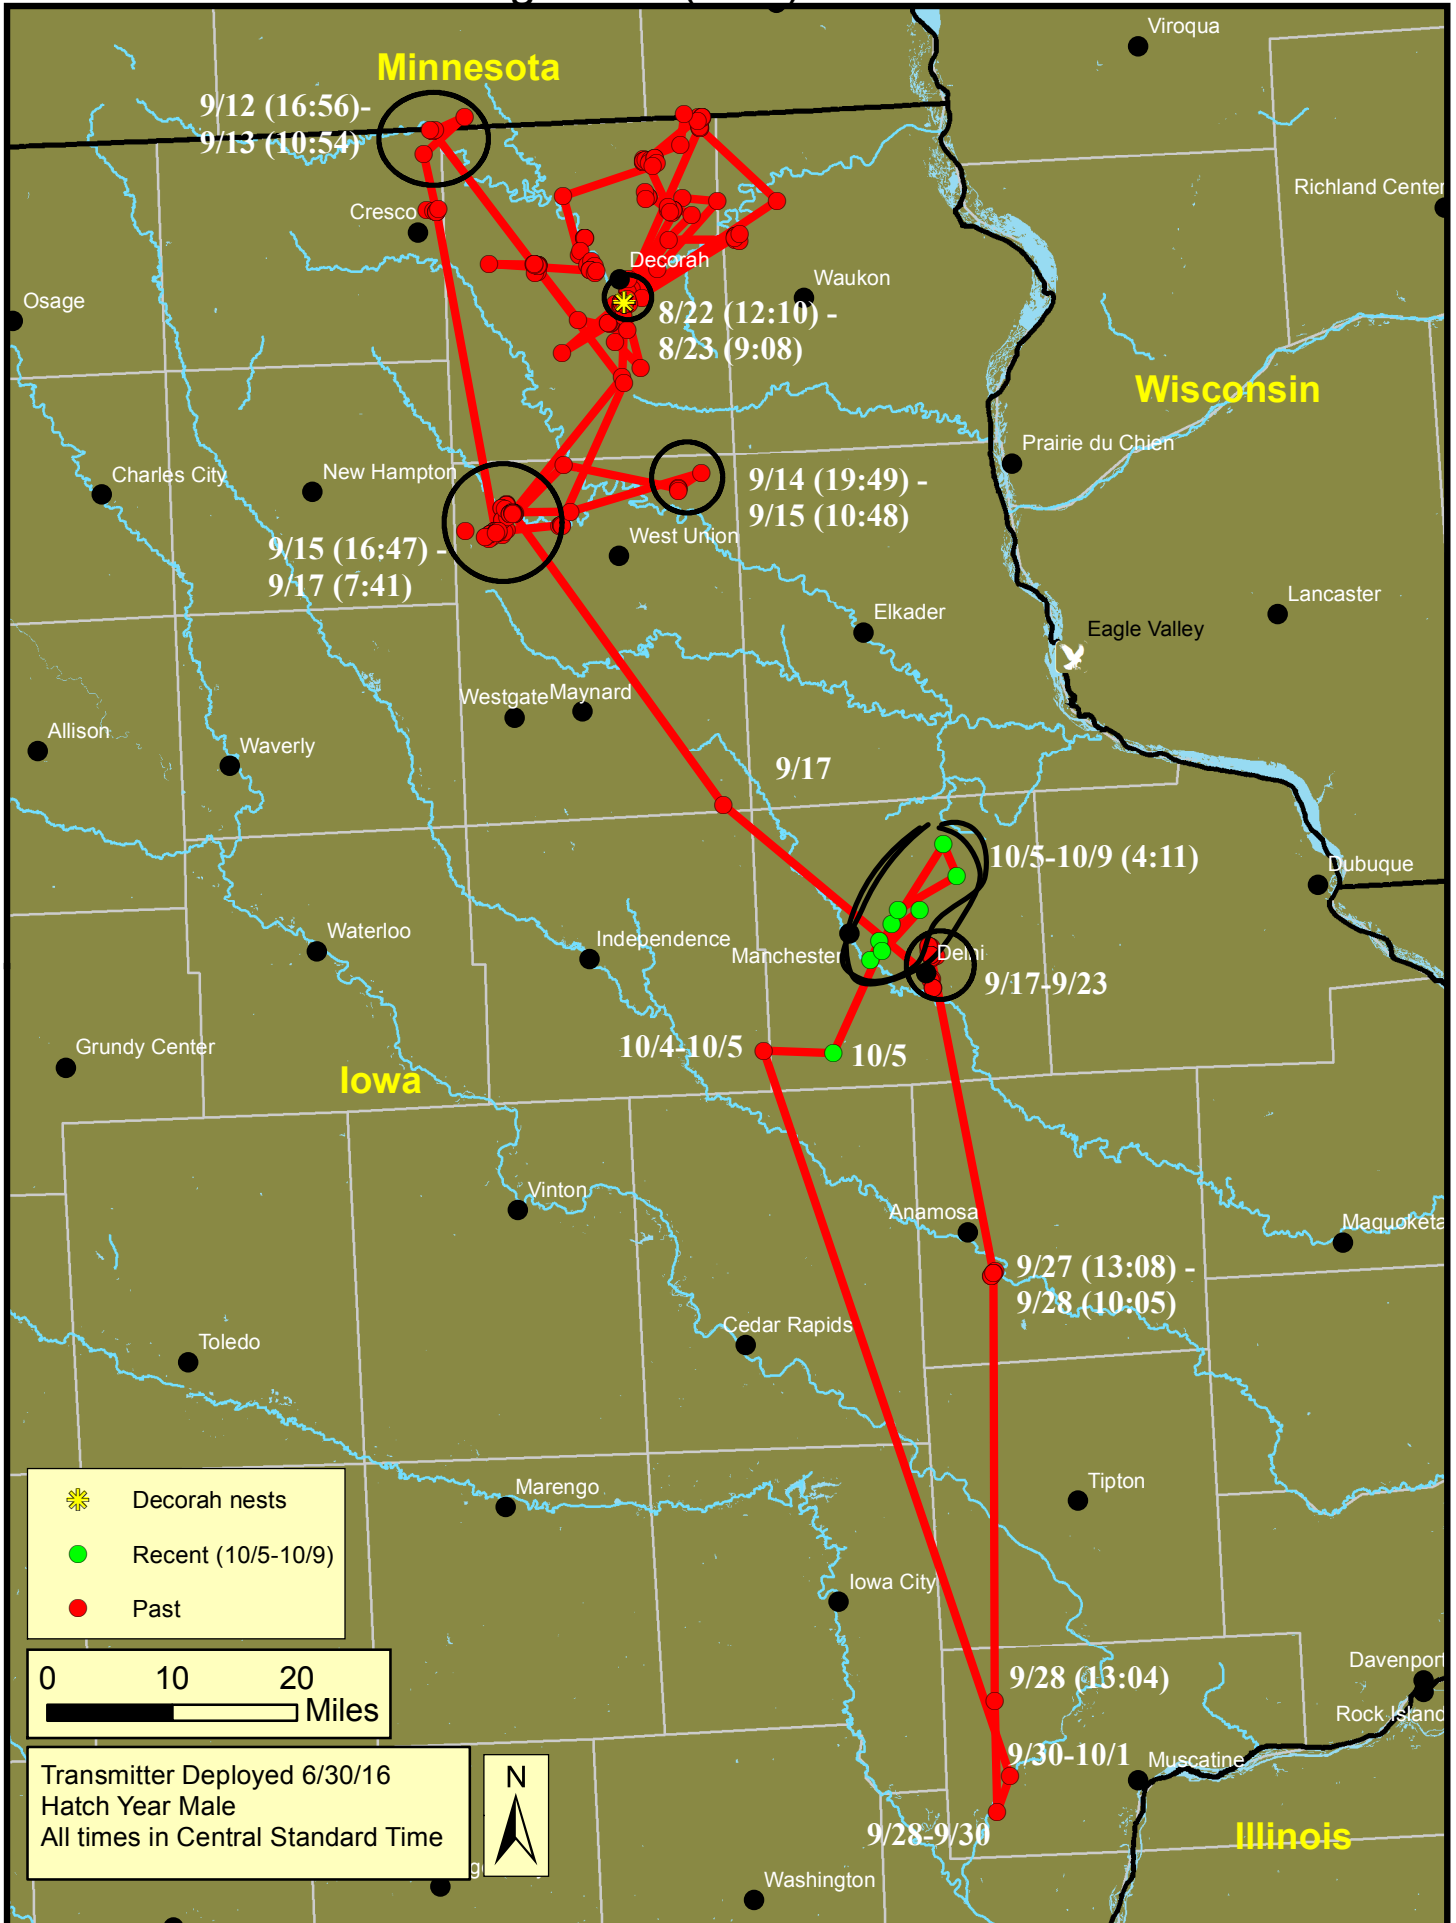 Viroqua
Minnesota
9/12 (16:56)-
9/13 (10:54)
Richland Center
Cresco
Decorah
Waukon
Osage
8/22 (12:10) -
8/23 (9:08)
Wisconsin
Prairie du Chien
Charles City
New Hampton
9/14 (19:49) -
9/15 (10:48)
West Union
9/15 (16:47) -
9/17 (7:41)
Lancaster
Elkader
Eagle Valley
Westgate
Maynard
Allison
Waverly
9/17
10/5-10/9 (4:11)
Dubuque
Waterloo
Independence
Manchester
Delhi
9/17-9/23
10/4-10/5
10/5
Grundy Center
Iowa
Vinton
Anamosa
Maquoketa
9/27 (13:08) -
9/28 (10:05)
Cedar Rapids
Toledo
Marengo
Tipton
Decorah nests
Recent (10/5-10/9)
Past
Iowa City
0 10 20
Miles
9/28 (13:04)
Davenport
Rock Island
9/30-10/1
Muscatine
Transmitter Deployed 6/30/16
Hatch Year Male
All times in Central Standard Time
N
9/28-9/30
Illinois
Washington